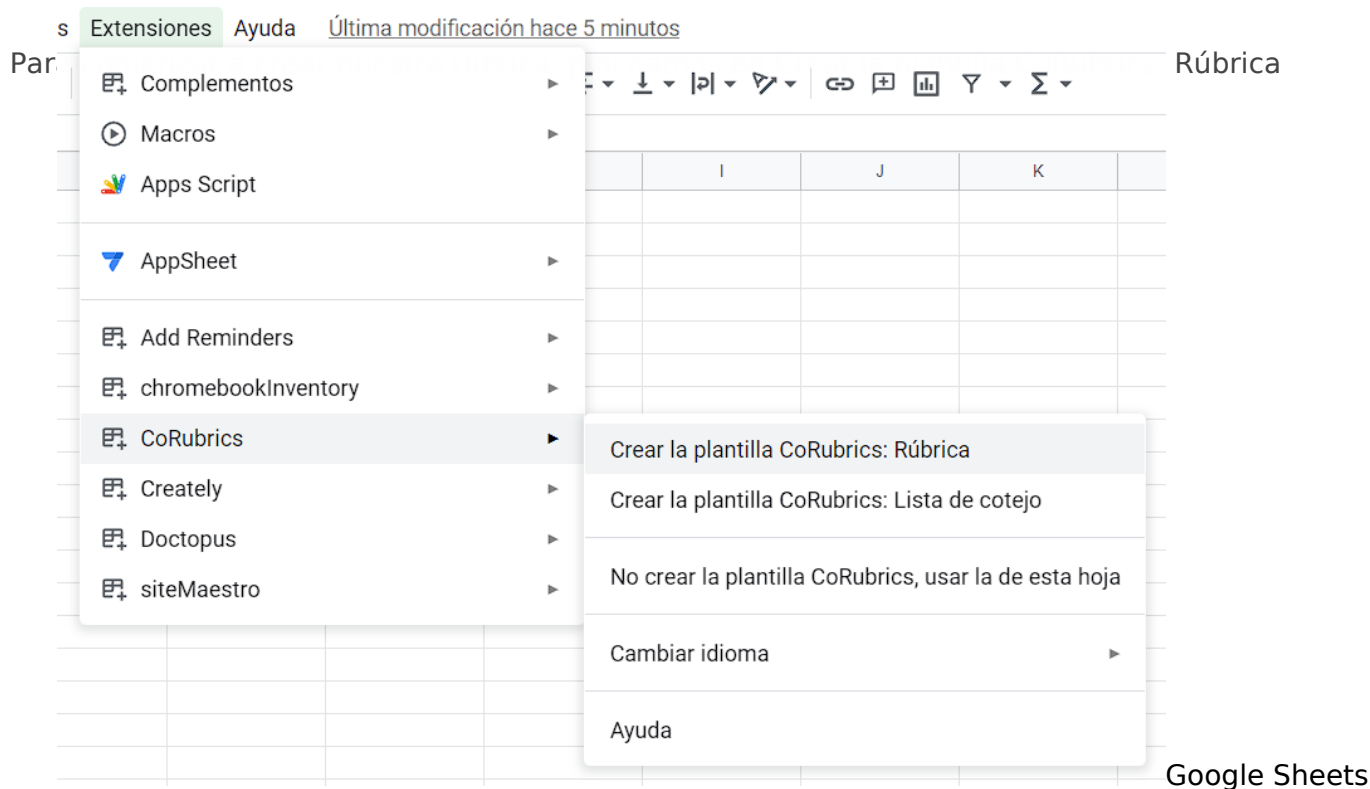 s Extensiones Ayuda Última modificación hace 5 minutos
Par
Rúbrica
Complementos
Macros
Apps Script
I J K
AppSheet
Add Reminders
chromebookInventory
CoRubrics
Crear la plantilla CoRubrics: Rúbrica
Creately
Crear la plantilla CoRubrics: Lista de cotejo
Doctopus
No crear la plantilla CoRubrics, usar la de esta hoja
siteMaestro
Cambiar idioma
Ayuda
Google Sheets